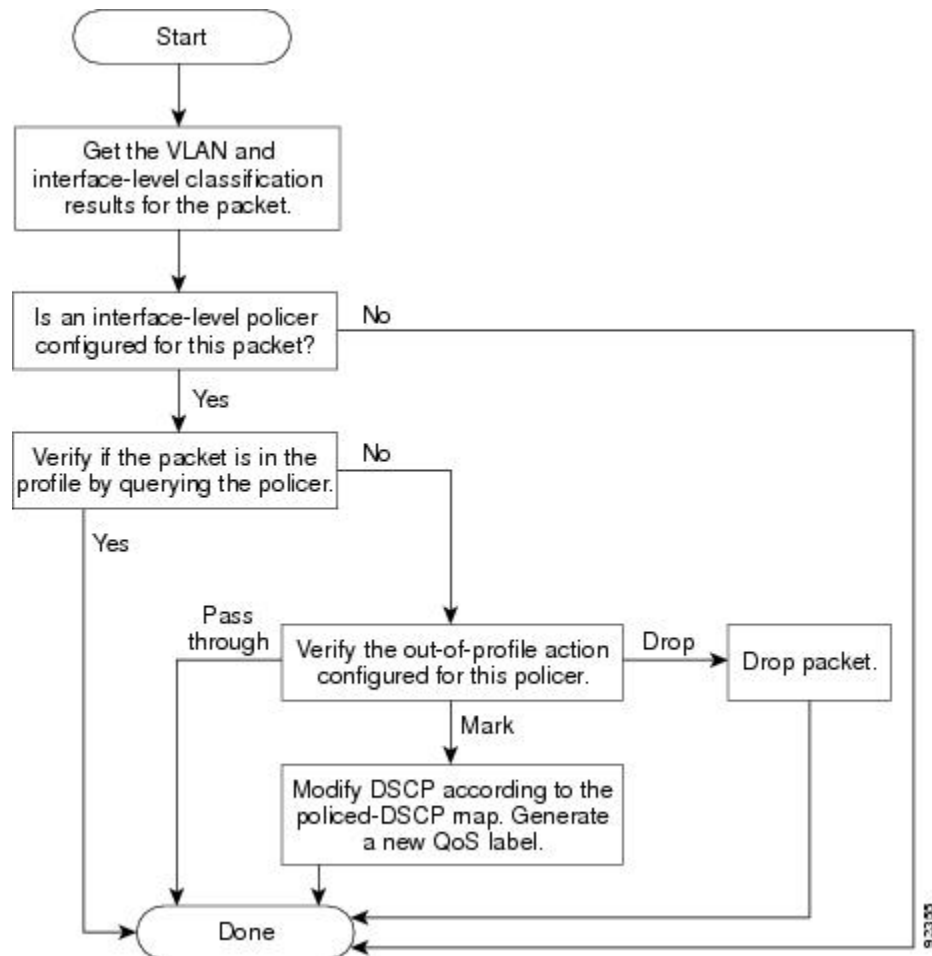 Start
Get the VLAN and
interface-level classification
results for the packet.
Is an interface-level policer
configured for this packet?
No
Yes
Verify if the packet is in the
profile by querying the policer.
No
Yes
Pass
through
Verify the out-of-profile action
configured for this policer.
Drop
Drop packet.
Mark
Modify DSCP according to the
policed-DSCP map. Generate
a new QoS label.
Done
92355